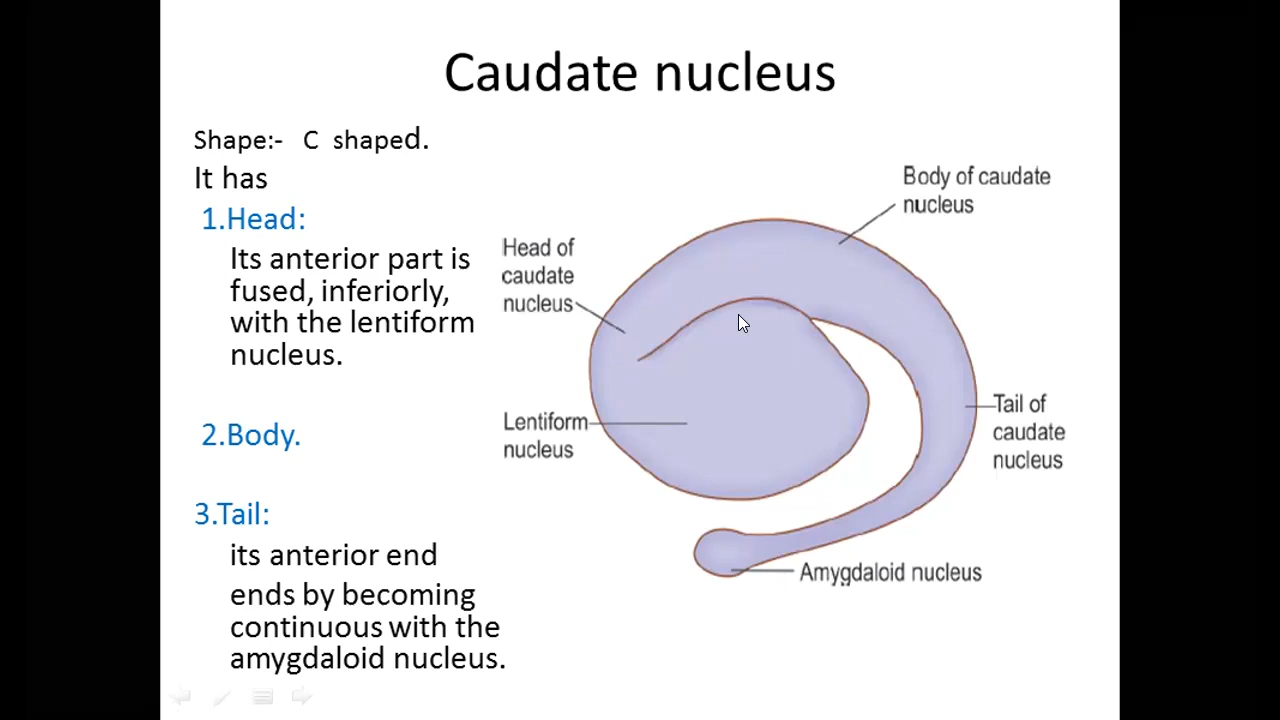 Caudate nucleus
Shape:- C shaped.
It has
1.Head:
Its anterior part is
fused, inferiorly,
with the lentiform
nucleus.
2.Body.
3.Tail:
its anterior end
ends by becoming
continuous with the
amygdaloid nucleus.
Body of caudate
nucleus
Head of
caudate
nucleus
Lentiform
nucleus
Tail of
caudate
nucleus
Amygdaloid nucleus